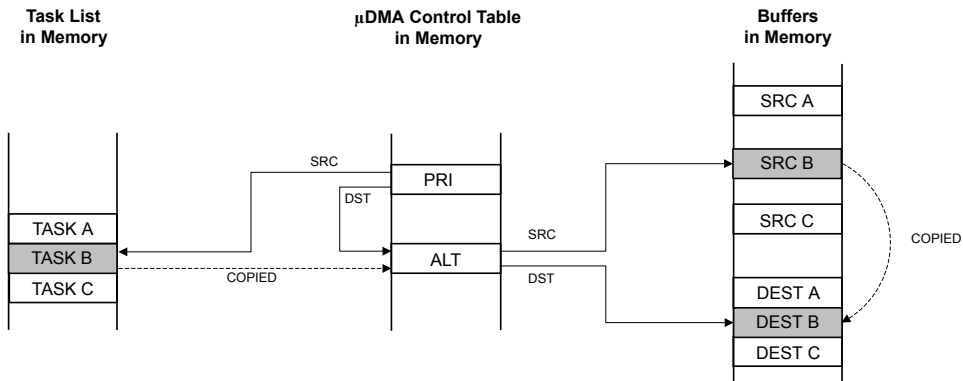 Task List
in Memory
µDMA Control Table
in Memory
Buffers
in Memory
SRC A
SRC
PRI
SRC B
DST
TASK A
SRC C
SRC
COPIED
TASK B
ALT
COPIED
DST
TASK C
DEST A
DEST B
DEST C